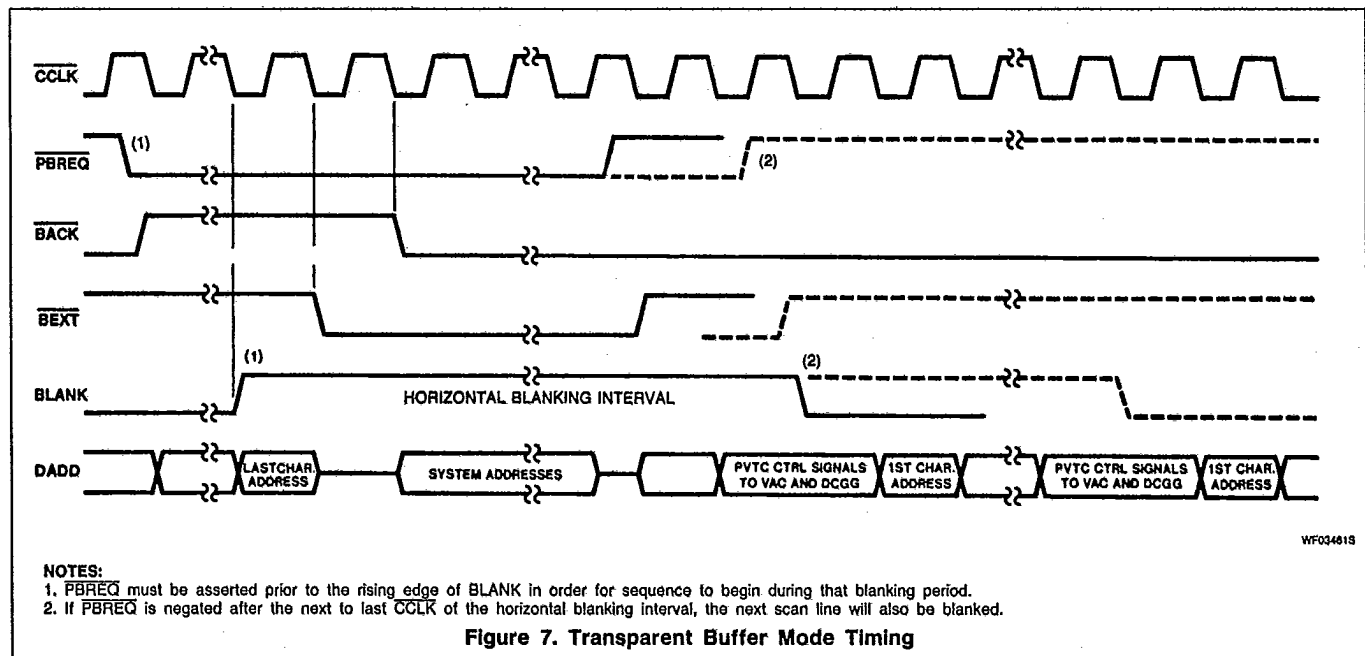 CCLK
PBREQ
(1)
(2)
BACK
BEXT
(1)
(2)
BLANK
HORIZONTAL BLANKING INTERVAL
DADD
LAST CHAR. ADDRESS
SYSTEM ADDRESSES
PVTC CTRL SIGNALS TO VAC AND DCGG
1ST CHAR. ADDRESS
PVTC CTRL SIGNALS TO VAC AND DCGG
1ST CHAR. ADDRESS
WF03461S
NOTES:
1. PBREQ must be asserted prior to the rising edge of BLANK in order for sequence to begin during that blanking period.
2. If PBREQ is negated after the next to last CCLK of the horizontal blanking interval, the next scan line will also be blanked.
Figure 7. Transparent Buffer Mode Timing